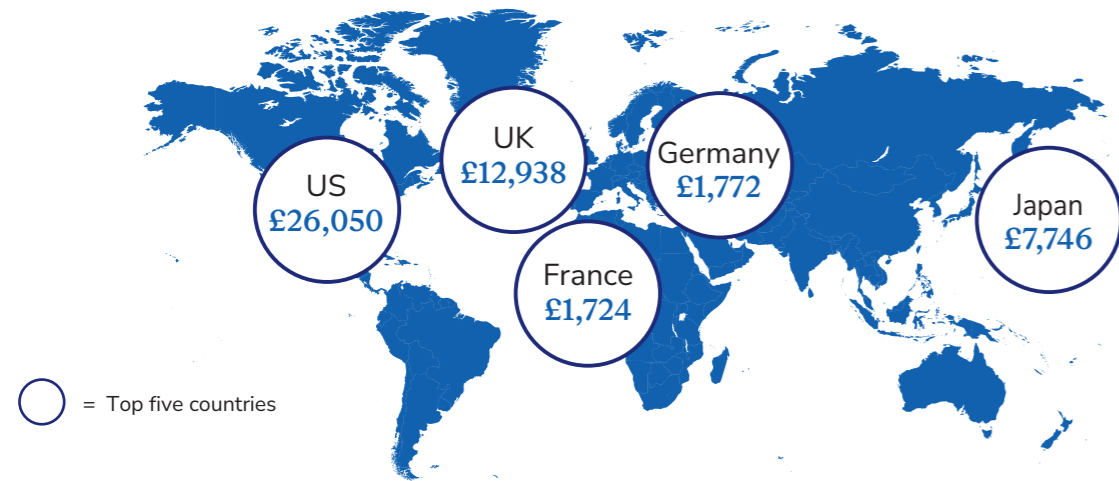 UK
£12,938
Germany
£1,772
US
£26,050
Japan
£7,746
France
£1,724
= Top five countries